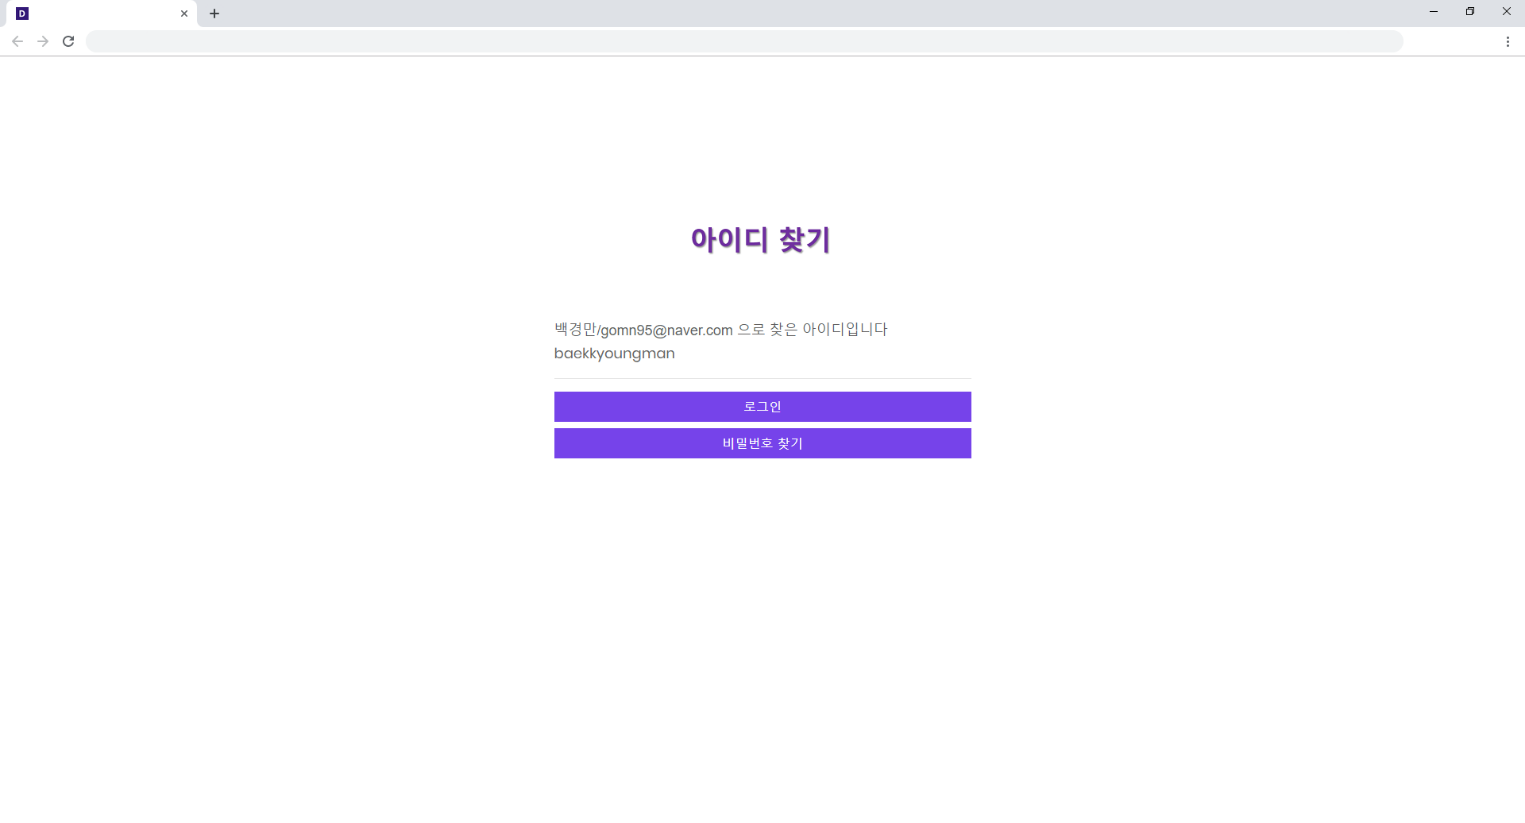 D
아이디 찾기
백경만/gomn95@naver.com 으로 찾은 아이디입니다
baekkyoungman
로그인
비밀번호 찾기